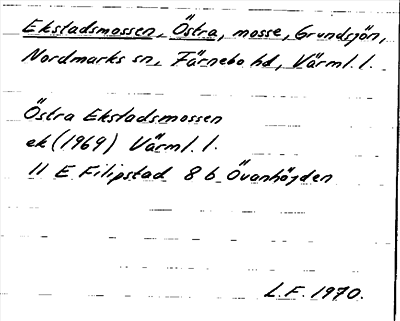 Ekstadsmossen, Östra, mosse, Grundsjön,
Nordmarks sn, Färnebo hd, Värml. l.
Östra Ekstadsmossen
ek (1969) Värml. l.
11 E Filipstad 8 b Övanhöjden
L.F. 1970.